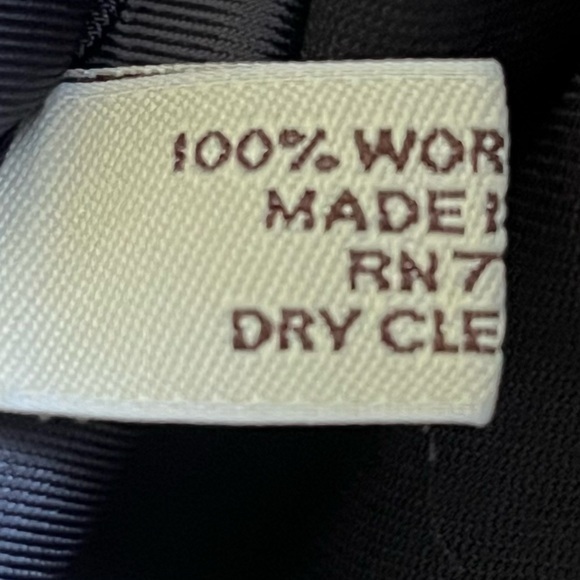 100% WOR
MADE I
RN 7
DRY CLE